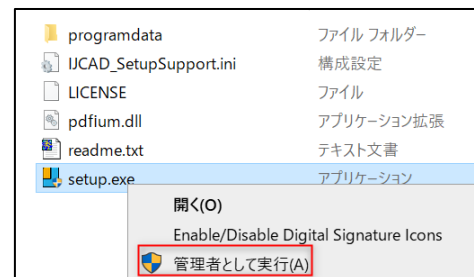 programdata ファイル フォルダー
IJCAD_SetupSupport.ini 構成設定
LICENSE ファイル
pdfium.dll アプリケーション拡張
readme.txt テキスト文書
setup.exe アプリケーション
開く(O)
Enable/Disable Digital Signature Icons
管理者として実行(A)